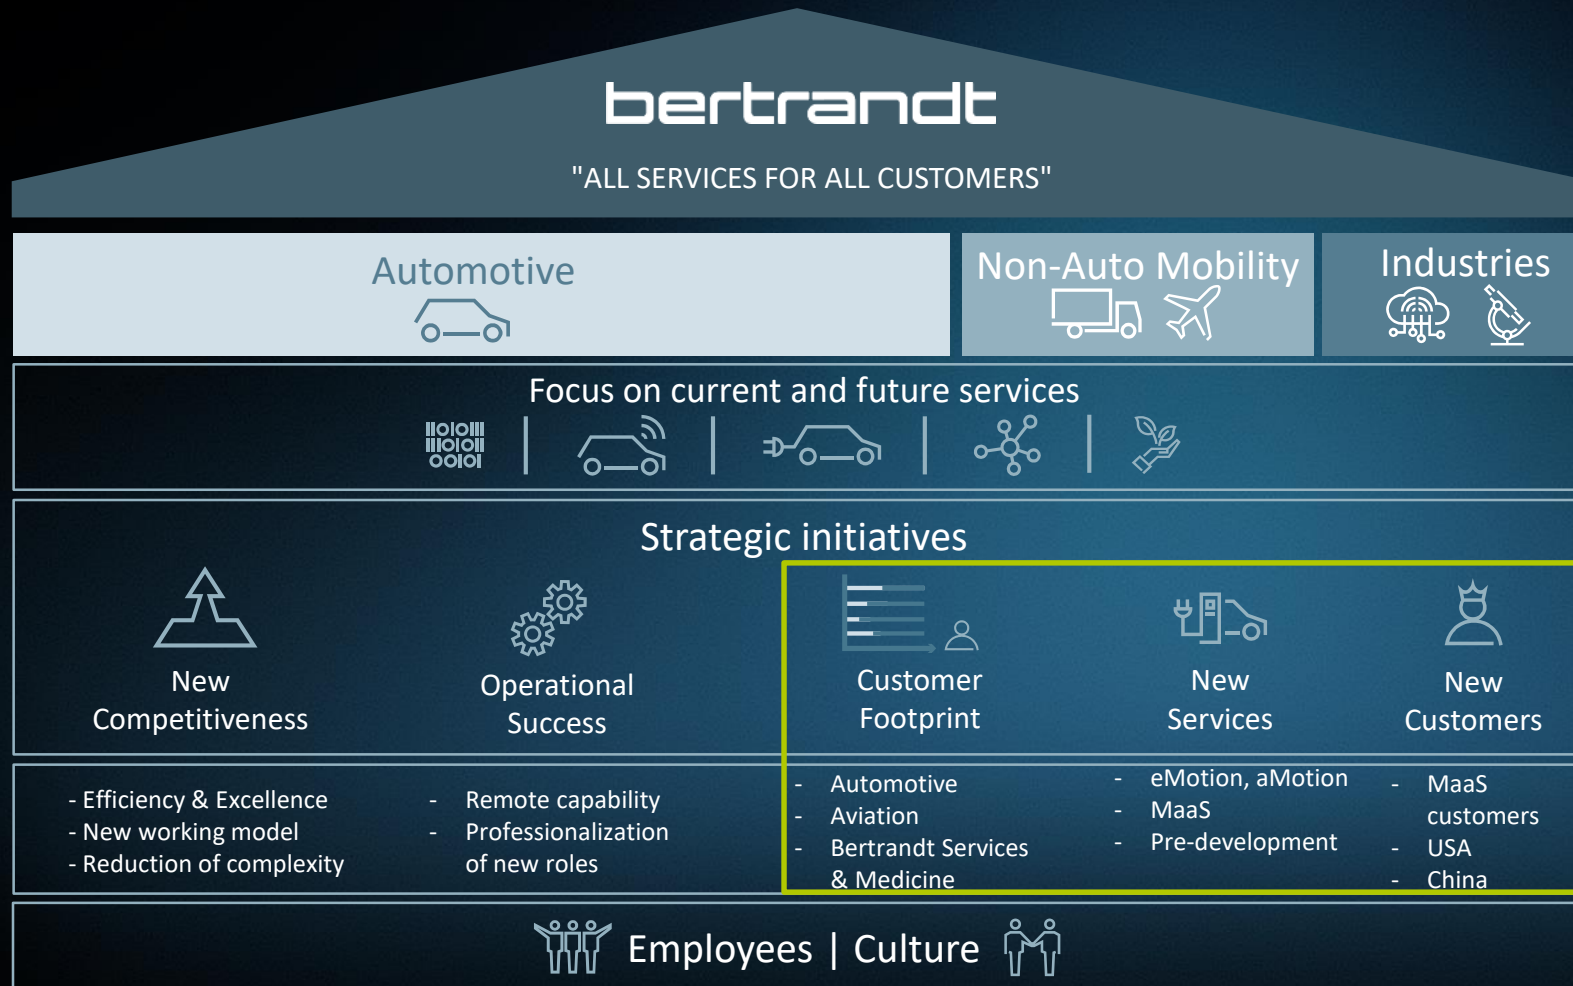 bertrandt
"ALL SERVICES FOR ALL CUSTOMERS"
Automotive
Non-Auto Mobility
Industries
Focus on current and future services
Strategic initiatives
New
Competitiveness
Operational
Success
Customer
Footprint
New
Services
New
Customers
- Efficiency & Excellence
- New working model
- Reduction of complexity
- Remote capability
- Professionalization
of new roles
- Automotive
- Aviation
- Bertrandt Services
& Medicine
- eMotion, aMotion
- MaaS
- Pre-development
- MaaS
customers
- USA
- China
Employees | Culture